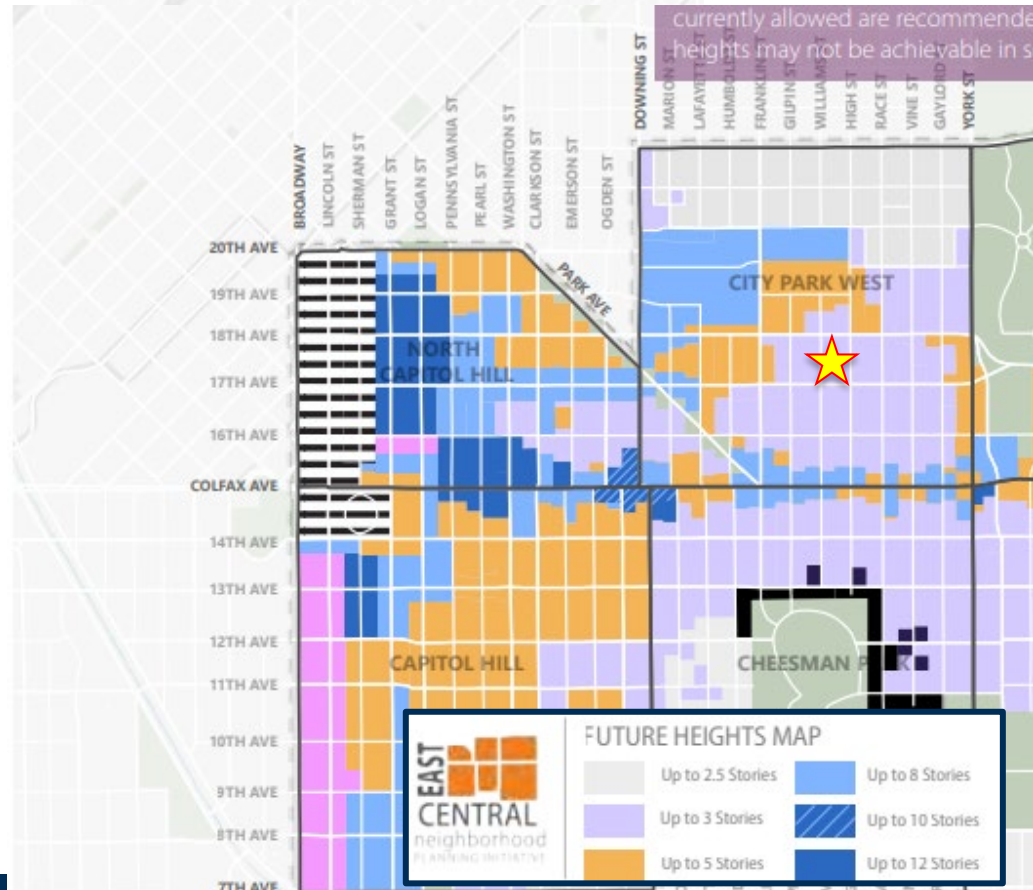 currently allowed are recommende
heights may not be achievable in s
BROADWAY
LINCOLN ST
SHERMAN ST
GRANT ST
LOGAN ST
PENNSYLVANIA ST
PEARL ST
WASHINGTON ST
CLARKSON ST
EMERSON ST
OGDEN ST
DOWNING ST
MARION ST
LAFAYETTE ST
HUMBOLDT ST
FRANKLIN ST
GILPIN ST
WILLIAMS ST
HIGH ST
RACE ST
VINE ST
GAYLORD ST
YORK ST
20TH AVE
19TH AVE
18TH AVE
17TH AVE
16TH AVE
COLFAX AVE
14TH AVE
13TH AVE
12TH AVE
11TH AVE
10TH AVE
9TH AVE
8TH AVE
7TH AVE
PARK AVE
CITY PARK WEST
NORTH
CAPITOL HILL
CAPITOL HILL
CHEESMAN PARK
EAST
CENTRAL
neighborhood
PLANNING INITIATIVE
FUTURE HEIGHTS MAP
Up to 2.5 Stories
Up to 8 Stories
Up to 3 Stories
Up to 10 Stories
Up to 5 Stories
Up to 12 Stories